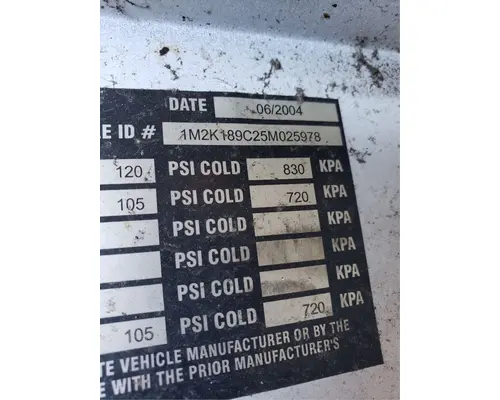 DATE 06/2004
LE ID # 1M2K189C25M025978
120 PSI COLD 830 KPA
105 PSI COLD 720 KPA
PSI COLD KPA
PSI COLD KPA
PSI COLD KPA
105 PSI COLD 720 KPA
TE VEHICLE MANUFACTURER OR BY THE
E WITH THE PRIOR MANUFACTURER'S